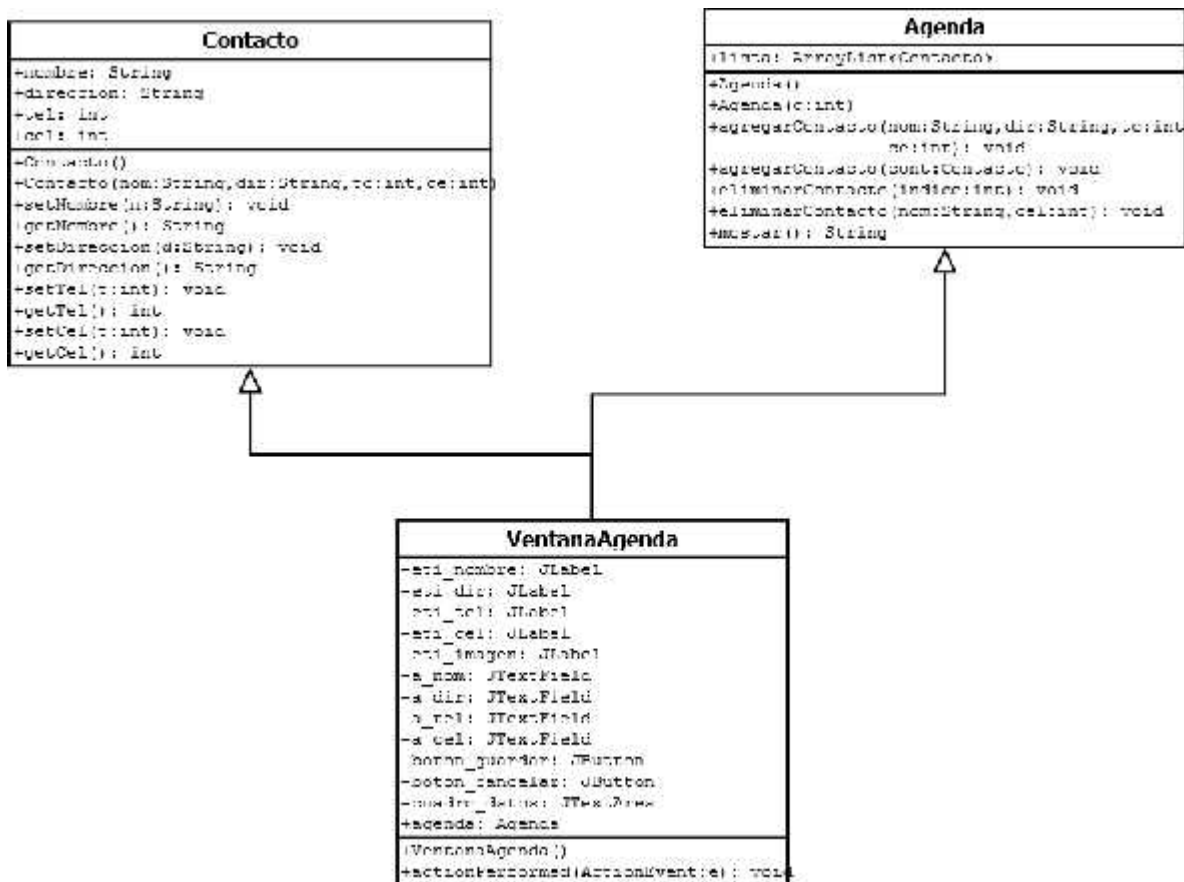 Contacto
+nombre: String
+direccion: String
+tel: int
+cel: int
+Contacto()
+Contacto(nom:String,dir:String,te:int,ce:int)
+setNombre(n:String): void
+getNombre(): String
+setDireccion(d:String): void
+getDireccion(): String
+setTel(t:int): void
+getTel(): int
+setCel(t:int): void
+getCel(): int
Agenda
+lista: ArrayList<Contacto>
+Agenda()
+Agenda(c:int)
+agregarContacto(nom:String,dir:String,te:int
ce:int): void
+agregarContacto(cont:Contacto): void
+eliminarContacto(indice:int): void
+eliminarContacto(nom:String,cel:int): void
+mostar(): String
VentanaAgenda
-eti_nombre: JLabel
-eti_dir: JLabel
-eti_tel: JLabel
-eti_cel: JLabel
-eti_imagen: JLabel
-a_nom: JTextField
-a_dir: JTextField
-a_tel: JTextField
-a_cel: JTextField
-boton_guardar: JButton
-boton_cancelar: JButton
-cuadro_datos: JTextArea
+agenda: Agenda
+VentanaAgenda()
+actionPerformed(ActionEvent:e): void